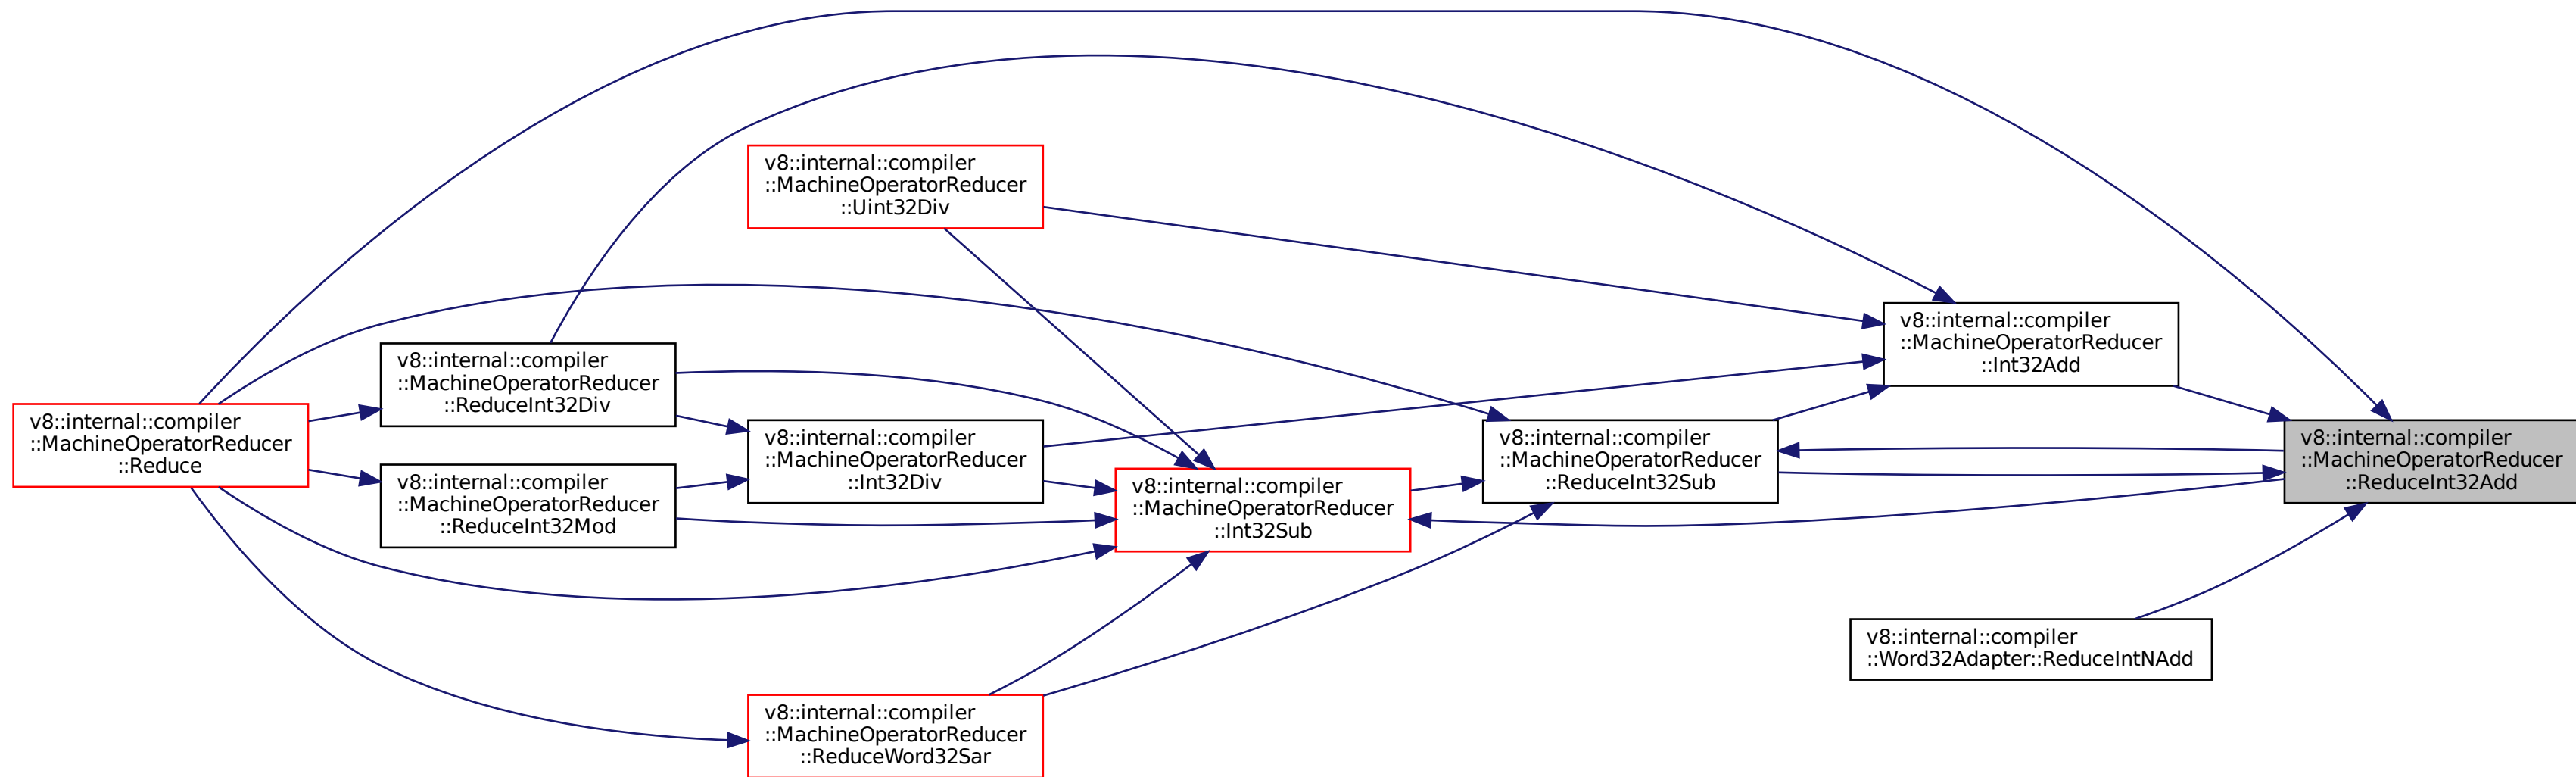 v8::internal::compiler
::MachineOperatorReducer
::Reduce
v8::internal::compiler
::MachineOperatorReducer
::ReduceInt32Div
v8::internal::compiler
::MachineOperatorReducer
::ReduceInt32Mod
v8::internal::compiler
::MachineOperatorReducer
::Uint32Div
v8::internal::compiler
::MachineOperatorReducer
::Int32Div
v8::internal::compiler
::MachineOperatorReducer
::ReduceWord32Sar
v8::internal::compiler
::MachineOperatorReducer
::Int32Sub
v8::internal::compiler
::MachineOperatorReducer
::ReduceInt32Sub
v8::internal::compiler
::MachineOperatorReducer
::Int32Add
v8::internal::compiler
::Word32Adapter::ReduceIntNAdd
v8::internal::compiler
::MachineOperatorReducer
::ReduceInt32Add